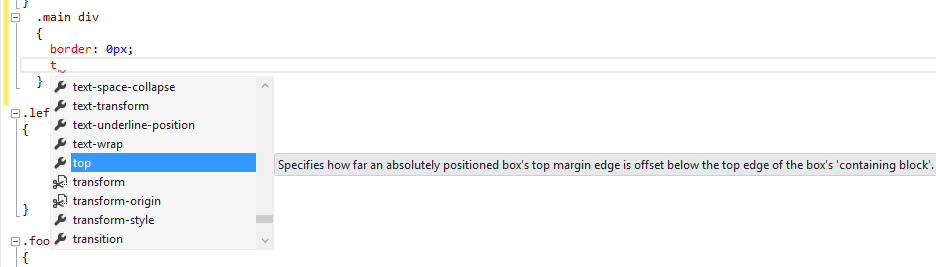 }
.main div
{
border: 0px;
t
}
text-space-collapse
text-transform
text-underline-position
text-wrap
top
Specifies how far an absolutely positioned box's top margin edge is offset below the top edge of the box's 'containing block'.
transform
transform-origin
transform-style
transition
.lef
{
}
.foo
{